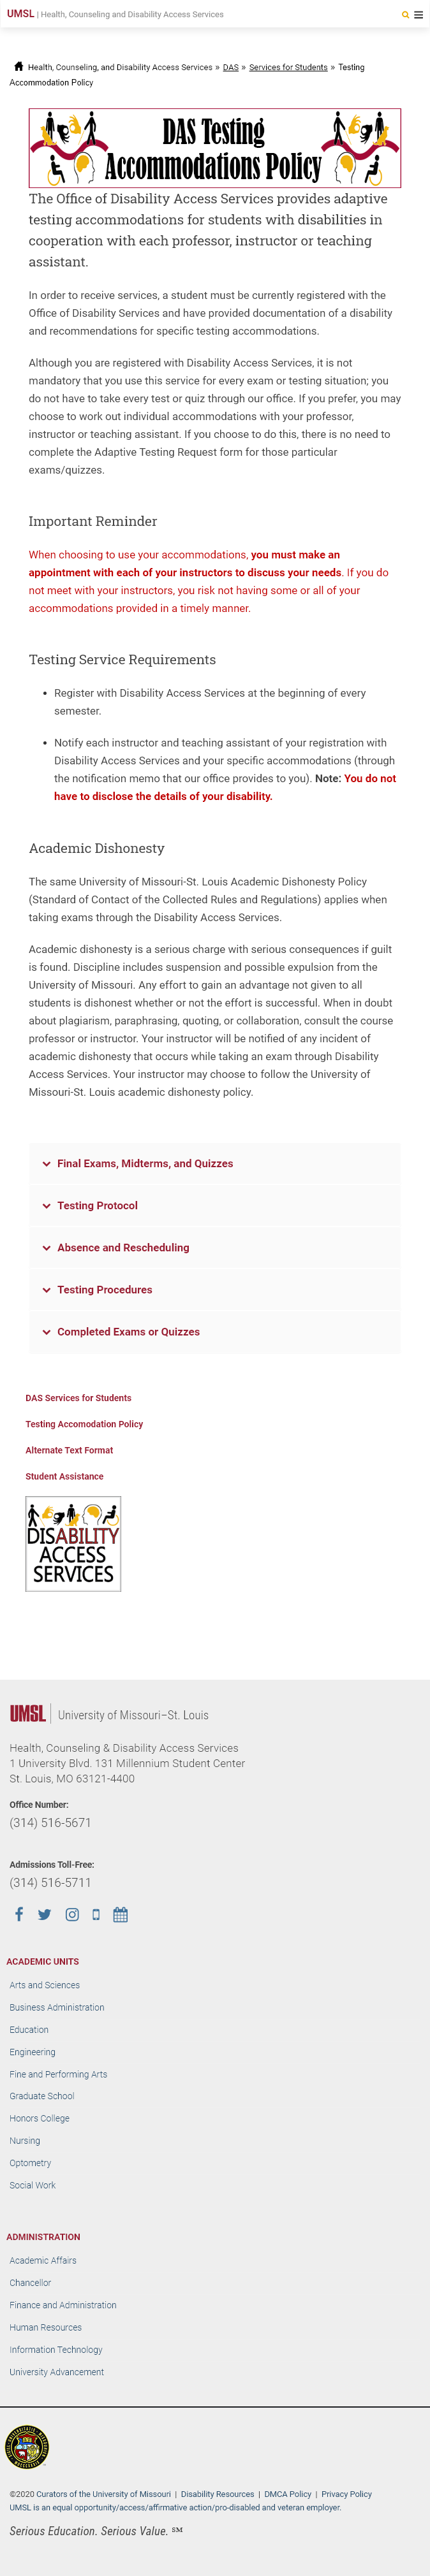 UMSL | Health, Counseling and Disability Access Services
Health, Counseling, and Disability Access Services » DAS » Services for Students » Testing
Accommodation Policy
DAS Testing
Accommodations Policy
The Office of Disability Access Services provides adaptive
testing accommodations for students with disabilities in
cooperation with each professor, instructor or teaching
assistant.
In order to receive services, a student must be currently registered with the
Office of Disability Services and have provided documentation of a disability
and recommendations for specific testing accommodations.
Although you are registered with Disability Access Services, it is not
mandatory that you use this service for every exam or testing situation; you
do not have to take every test or quiz through our office. If you prefer, you may
choose to work out individual accommodations with your professor,
instructor or teaching assistant. If you choose to do this, there is no need to
complete the Adaptive Testing Request form for those particular
exams/quizzes.
Important Reminder
When choosing to use your accommodations, you must make an
appointment with each of your instructors to discuss your needs. If you do
not meet with your instructors, you risk not having some or all of your
accommodations provided in a timely manner.
Testing Service Requirements
• Register with Disability Access Services at the beginning of every
semester.
• Notify each instructor and teaching assistant of your registration with
Disability Access Services and your specific accommodations (through
the notification memo that our office provides to you). Note: You do not
have to disclose the details of your disability.
Academic Dishonesty
The same University of Missouri-St. Louis Academic Dishonesty Policy
(Standard of Contact of the Collected Rules and Regulations) applies when
taking exams through the Disability Access Services.
Academic dishonesty is a serious charge with serious consequences if guilt
is found. Discipline includes suspension and possible expulsion from the
University of Missouri. Any effort to gain an advantage not given to all
students is dishonest whether or not the effort is successful. When in doubt
about plagiarism, paraphrasing, quoting, or collaboration, consult the course
professor or instructor. Your instructor will be notified of any incident of
academic dishonesty that occurs while taking an exam through Disability
Access Services. Your instructor may choose to follow the University of
Missouri-St. Louis academic dishonesty policy.
Final Exams, Midterms, and Quizzes
Testing Protocol
Absence and Rescheduling
Testing Procedures
Completed Exams or Quizzes
DAS Services for Students
Testing Accomodation Policy
Alternate Text Format
Student Assistance
DISABILITY
ACCESS
SERVICES
UMSL | University of Missouri–St. Louis
Health, Counseling & Disability Access Services
1 University Blvd. 131 Millennium Student Center
St. Louis, MO 63121-4400
Office Number:
(314) 516-5671
Admissions Toll-Free:
(314) 516-5711
ACADEMIC UNITS
Arts and Sciences
Business Administration
Education
Engineering
Fine and Performing Arts
Graduate School
Honors College
Nursing
Optometry
Social Work
ADMINISTRATION
Academic Affairs
Chancellor
Finance and Administration
Human Resources
Information Technology
University Advancement
©2020 Curators of the University of Missouri | Disability Resources | DMCA Policy | Privacy Policy
UMSL is an equal opportunity/access/affirmative action/pro-disabled and veteran employer.
Serious Education. Serious Value. ℠